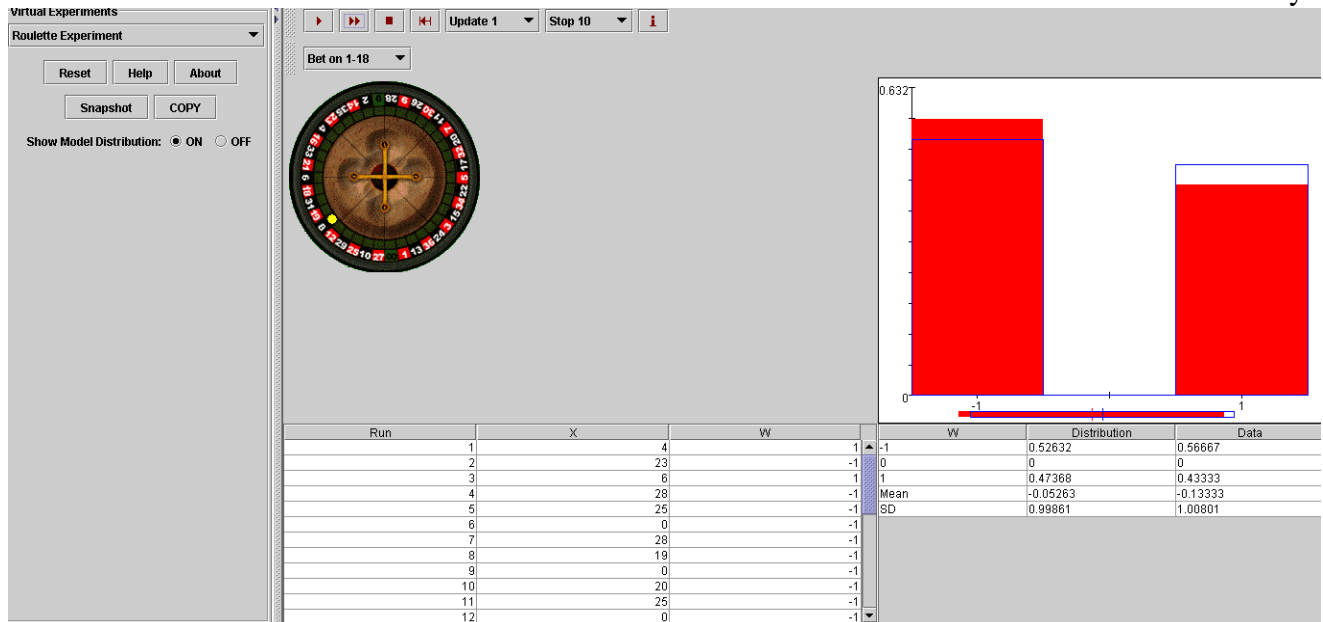 Virtual Experiments
Roulette Experiment
Reset Help About
Snapshot COPY
Show Model Distribution: ON OFF
Update 1 Stop 10 i
Bet on 1-18
0.632
0
-1 1
Run X W
1 4 1
2 23 -1
3 6 1
4 28 -1
5 25 -1
6 0 -1
7 28 -1
8 19 -1
9 0 -1
10 20 -1
11 25 -1
12 0 -1
W Distribution Data
-1 0.52632 0.56667
0 0 0
1 0.47368 0.43333
Mean -0.05263 -0.13333
SD 0.99861 1.00801